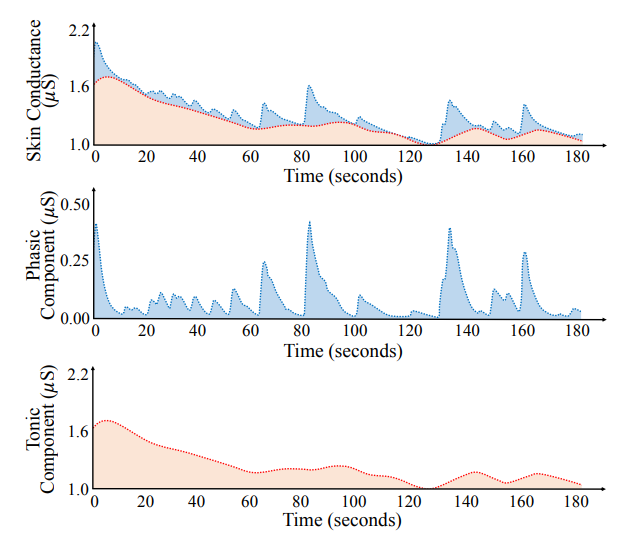 Skin Conductance
(μS)
2.2
1.6
1.0
0 20 40 60 80 100 120 140 160 180
Time (seconds)
Phasic
Component (μS)
0.50
0.25
0.00
0 20 40 60 80 100 120 140 160 180
Time (seconds)
Tonic
Component (μS)
2.2
1.6
1.0
0 20 40 60 80 100 120 140 160 180
Time (seconds)